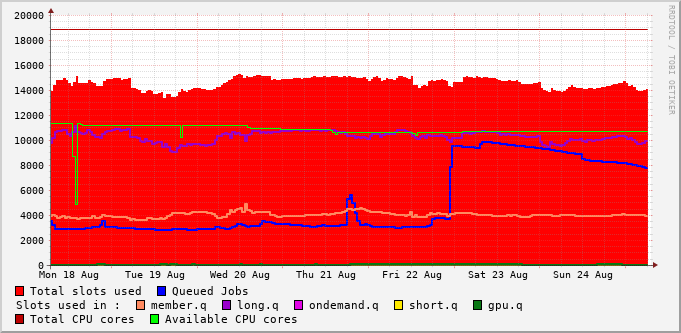 20000
18000
16000
14000
12000
10000
8000
6000
4000
2000
0
Mon 18 Aug Tue 19 Aug Wed 20 Aug Thu 21 Aug Fri 22 Aug Sat 23 Aug Sun 24 Aug
Total slots used Queued Jobs
Slots used in : member.q long.q ondemand.q short.q gpu.q
Total CPU cores Available CPU cores
RRDTOOL / TOBI OETIKER